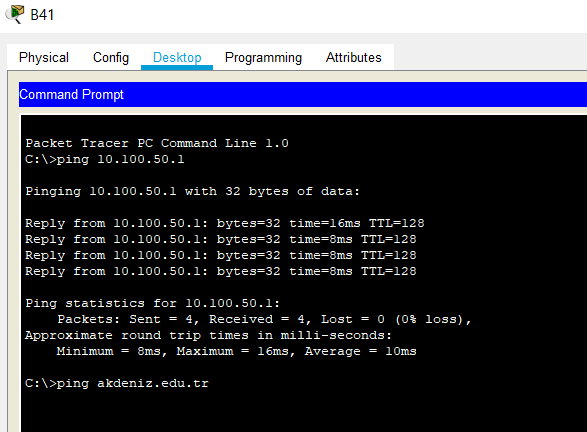 B41
Physical Config Desktop Programming Attributes
Command Prompt
Packet Tracer PC Command Line 1.0
C:\>ping 10.100.50.1
Pinging 10.100.50.1 with 32 bytes of data:
Reply from 10.100.50.1: bytes=32 time=16ms TTL=128
Reply from 10.100.50.1: bytes=32 time=8ms TTL=128
Reply from 10.100.50.1: bytes=32 time=8ms TTL=128
Reply from 10.100.50.1: bytes=32 time=8ms TTL=128
Ping statistics for 10.100.50.1:
Packets: Sent = 4, Received = 4, Lost = 0 (0% loss),
Approximate round trip times in milli-seconds:
Minimum = 8ms, Maximum = 16ms, Average = 10ms
C:\>ping akdeniz.edu.tr